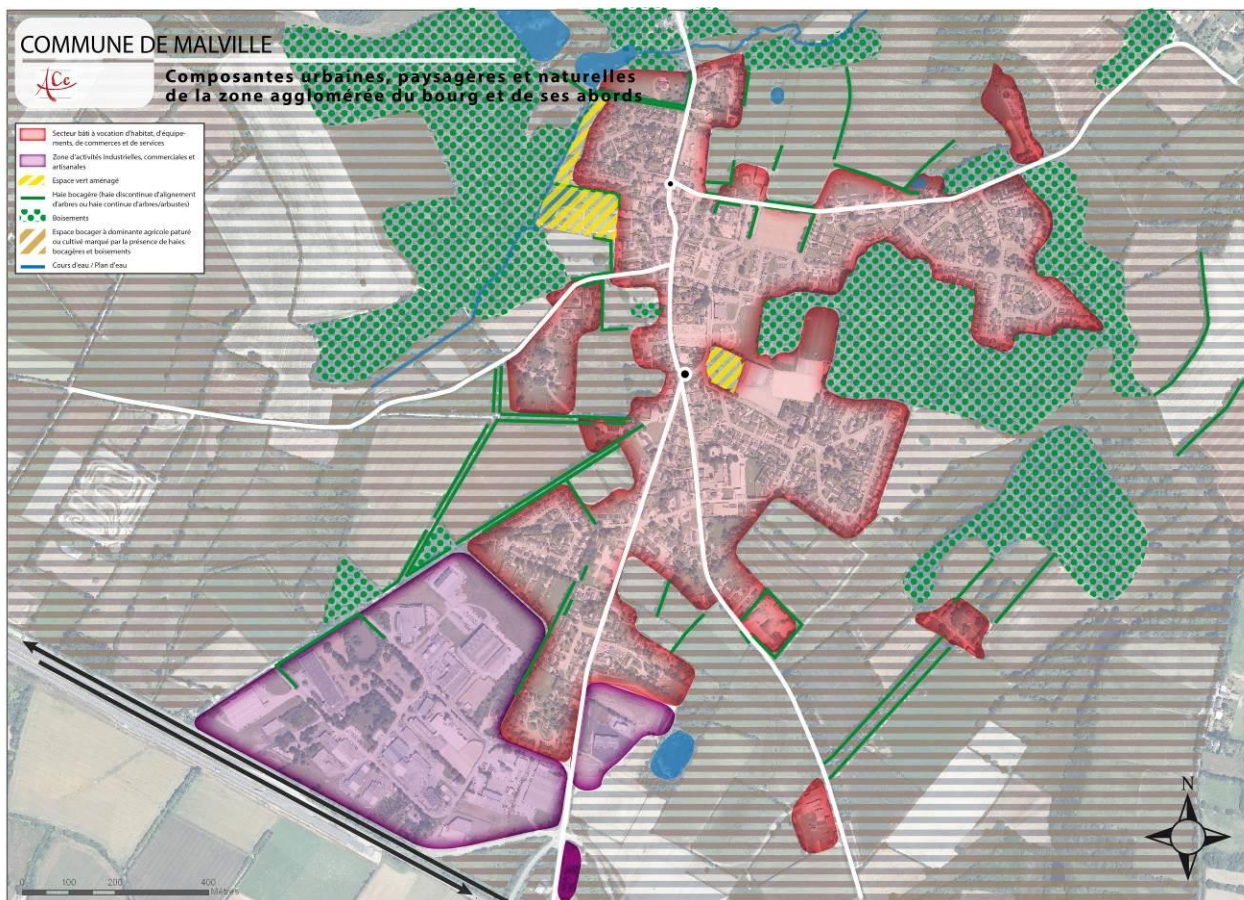 COMMUNE DE MALVILLE
ACc
Composantes urbaines, paysagères et naturelles
de la zone agglomérée du bourg et de ses abords
Secteur bâti à vocation d'habitat, d'équipe-
ments, de commerces et de services
Zone d'activités industrielles, commerciales et
artisanales
Espace vert aménagé
Haie bocagère (haie discontinue d'alignement
d'arbres ou haie continue d'arbres/arbustes)
Boisements
Espace bocager à dominante agricole paturé
ou cultivé marqué par la présence de haies
bocagères et boisements
Cours d'eau / Plan d'eau
N
0 100 200 400
Mètres